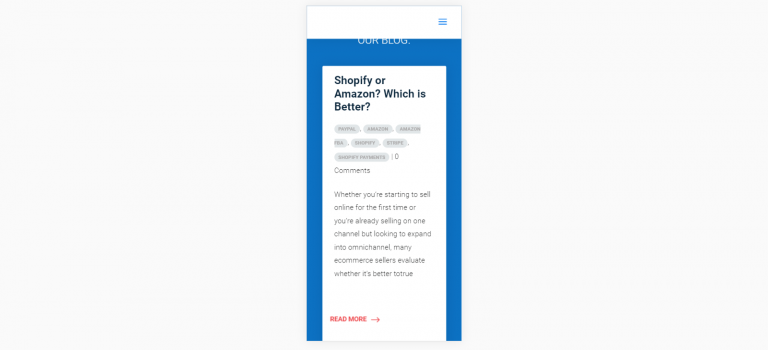 OUR BLOG.
Shopify or
Amazon? Which is
Better?
PAYPAL, AMAZON, AMAZON
FBA, SHOPIFY, STRIPE,
SHOPIFY PAYMENTS | 0
Comments
Whether you're starting to sell
online for the first time or
you're already selling on one
channel but looking to expand
into omnichannel, many
ecommerce sellers evaluate
whether it's better totrue
READ MORE